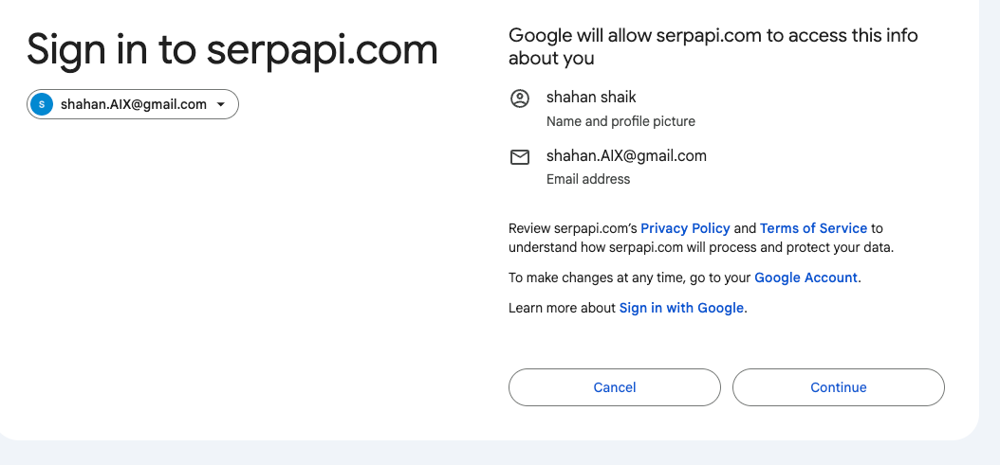 Sign in to serpapi.com
S
shahan.AIX@gmail.com
Google will allow serpapi.com to access this info
about you
shahan shaik
Name and profile picture
shahan.AIX@gmail.com
Email address
Review serpapi.com’s Privacy Policy and Terms of Service to
understand how serpapi.com will process and protect your data.
To make changes at any time, go to your Google Account.
Learn more about Sign in with Google.
Cancel
Continue